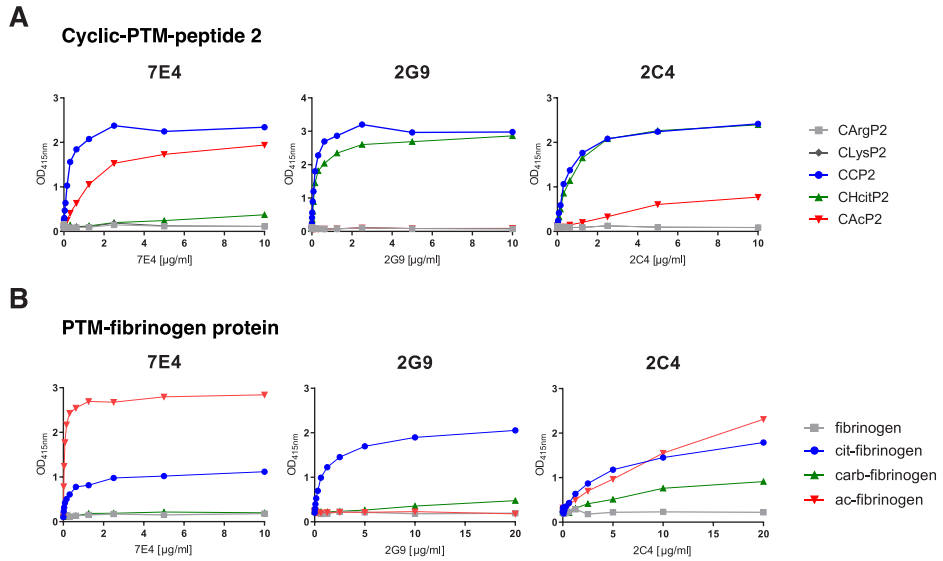 A
Cyclic-PTM-peptide 2
7E4
2G9
2C4
3
2
1
0
OD415nm
0 2 4 6 8 10
7E4 [µg/ml]
4
3
2
1
0
OD415nm
0 2 4 6 8 10
2G9 [µg/ml]
3
2
1
0
OD415nm
0 2 4 6 8 10
2C4 [µg/ml]
CArgP2
CLysP2
CCP2
CHcitP2
CAcP2
B
PTM-fibrinogen protein
7E4
2G9
2C4
3
2
1
0
OD415nm
0 2 4 6 8 10
7E4 [µg/ml]
3
2
1
0
OD415nm
0 5 10 15 20
2G9 [µg/ml]
3
2
1
0
OD415nm
0 5 10 15 20
2C4 [µg/ml]
fibrinogen
cit-fibrinogen
carb-fibrinogen
ac-fibrinogen